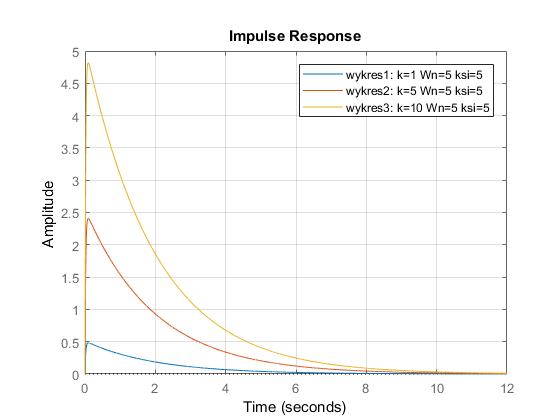 Impulse Response
5
4.5
4
3.5
3
2.5
2
1.5
1
0.5
0
Amplitude
wykres1: k=1 Wn=5 ksi=5
wykres2: k=5 Wn=5 ksi=5
wykres3: k=10 Wn=5 ksi=5
0 2 4 6 8 10 12
Time (seconds)